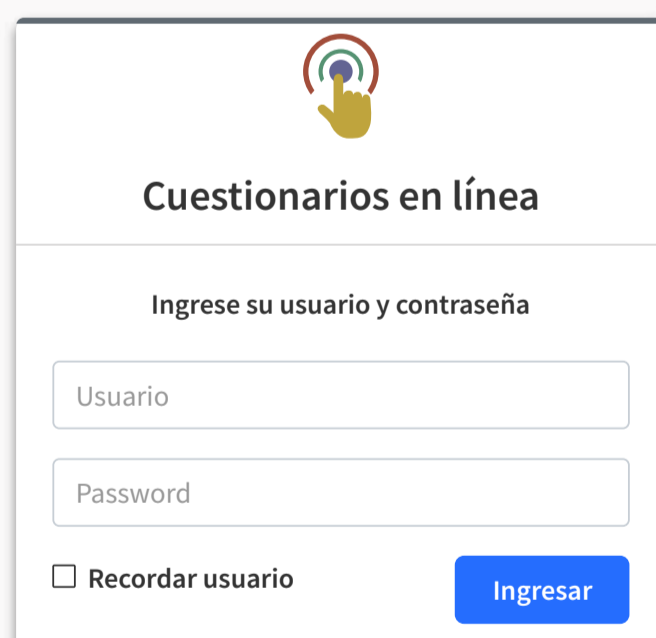 Cuestionarios en línea
Ingrese su usuario y contraseña
Usuario
Password
Recordar usuario
Ingresar